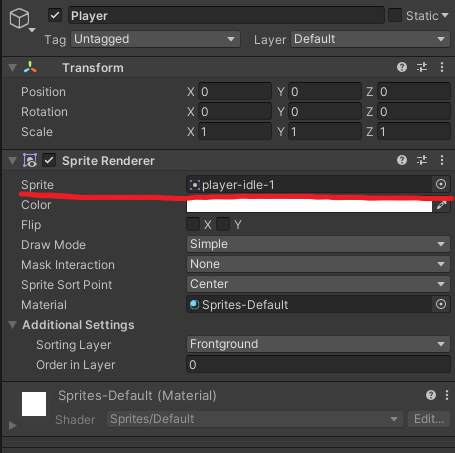 Player Static
Tag Untagged Layer Default
Transform
Position X 0 Y 0 Z 0
Rotation X 0 Y 0 Z 0
Scale X 1 Y 1 Z 1
Sprite Renderer
Sprite player-idle-1
Color
Flip X Y
Draw Mode Simple
Mask Interaction None
Sprite Sort Point Center
Material Sprites-Default
Additional Settings
Sorting Layer Frontground
Order in Layer 0
Sprites-Default (Material)
Shader Sprites/Default Edit...